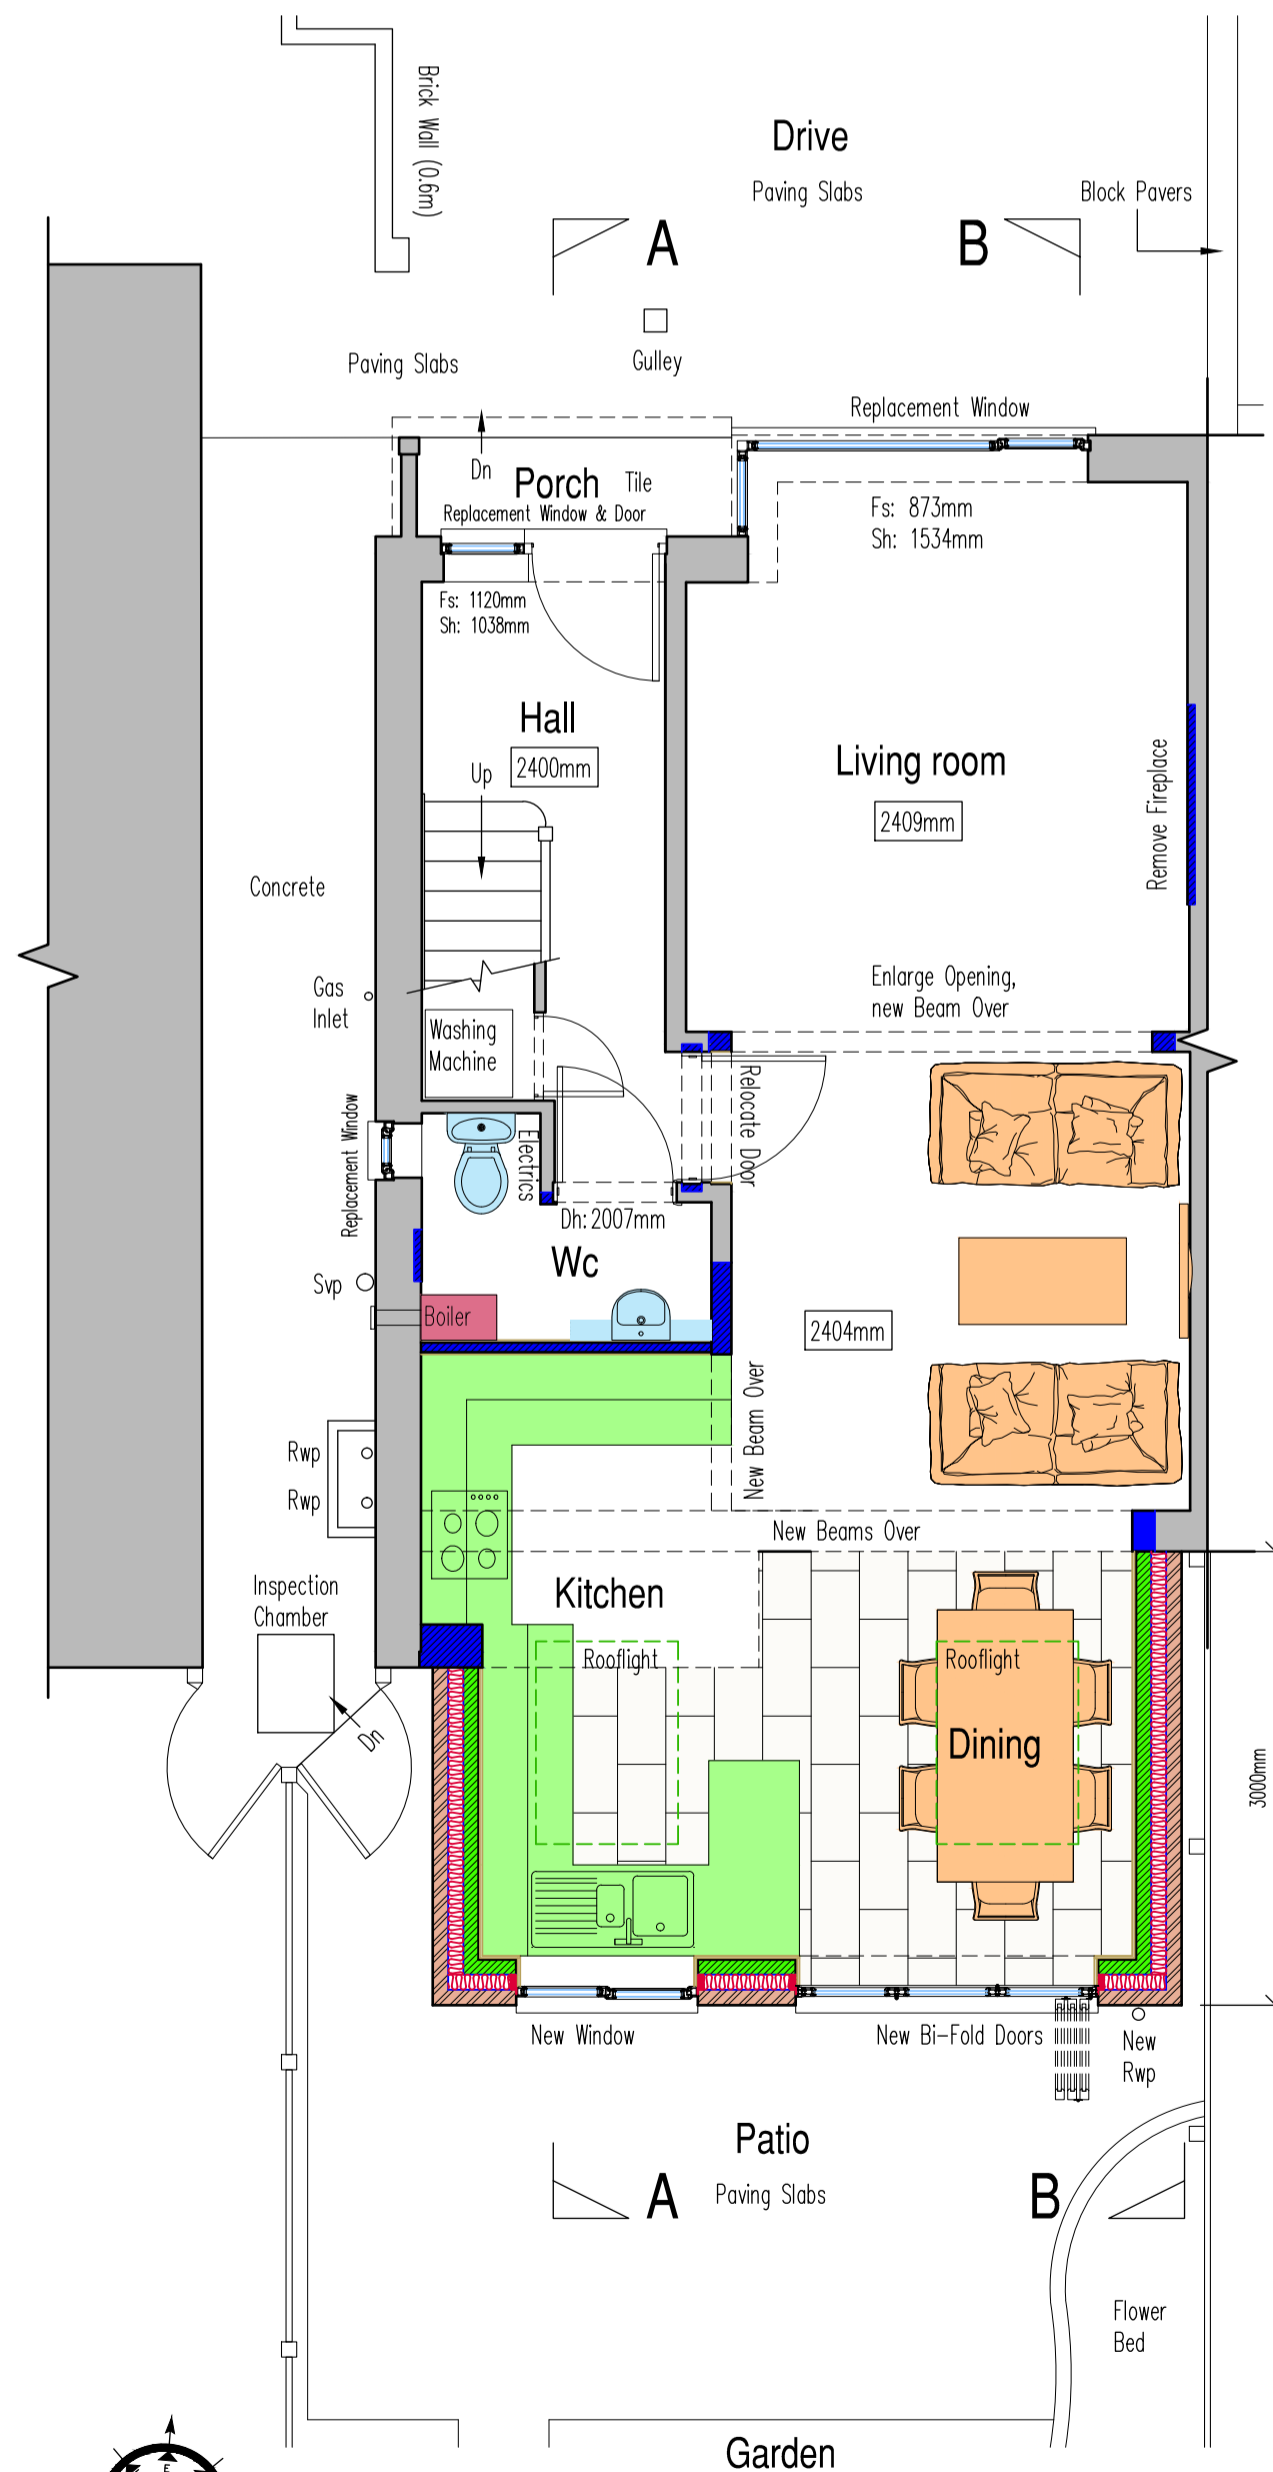 Brick Wall (0.6m)
Drive
Paving Slabs
Block Pavers
A
B
Gulley
Paving Slabs
Replacement Window
Dn
Porch
Tile
Replacement Window & Door
Fs: 873mm
Sh: 1534mm
Fs: 1120mm
Sh: 1038mm
Hall
2400mm
Up
Living room
2409mm
Remove Fireplace
Concrete
Gas
Inlet
Enlarge Opening,
new Beam Over
Washing
Machine
Relocate Door
Replacement Window
Electrics
Dh: 2007mm
Wc
Svp
Boiler
2404mm
New Beam Over
Rwp
Rwp
New Beams Over
Inspection
Chamber
Kitchen
Rooflight
Rooflight
Dn
Dining
3000mm
New Window
New Bi-Fold Doors
New
Rwp
Patio
A
Paving Slabs
B
Flower
Bed
Garden
E